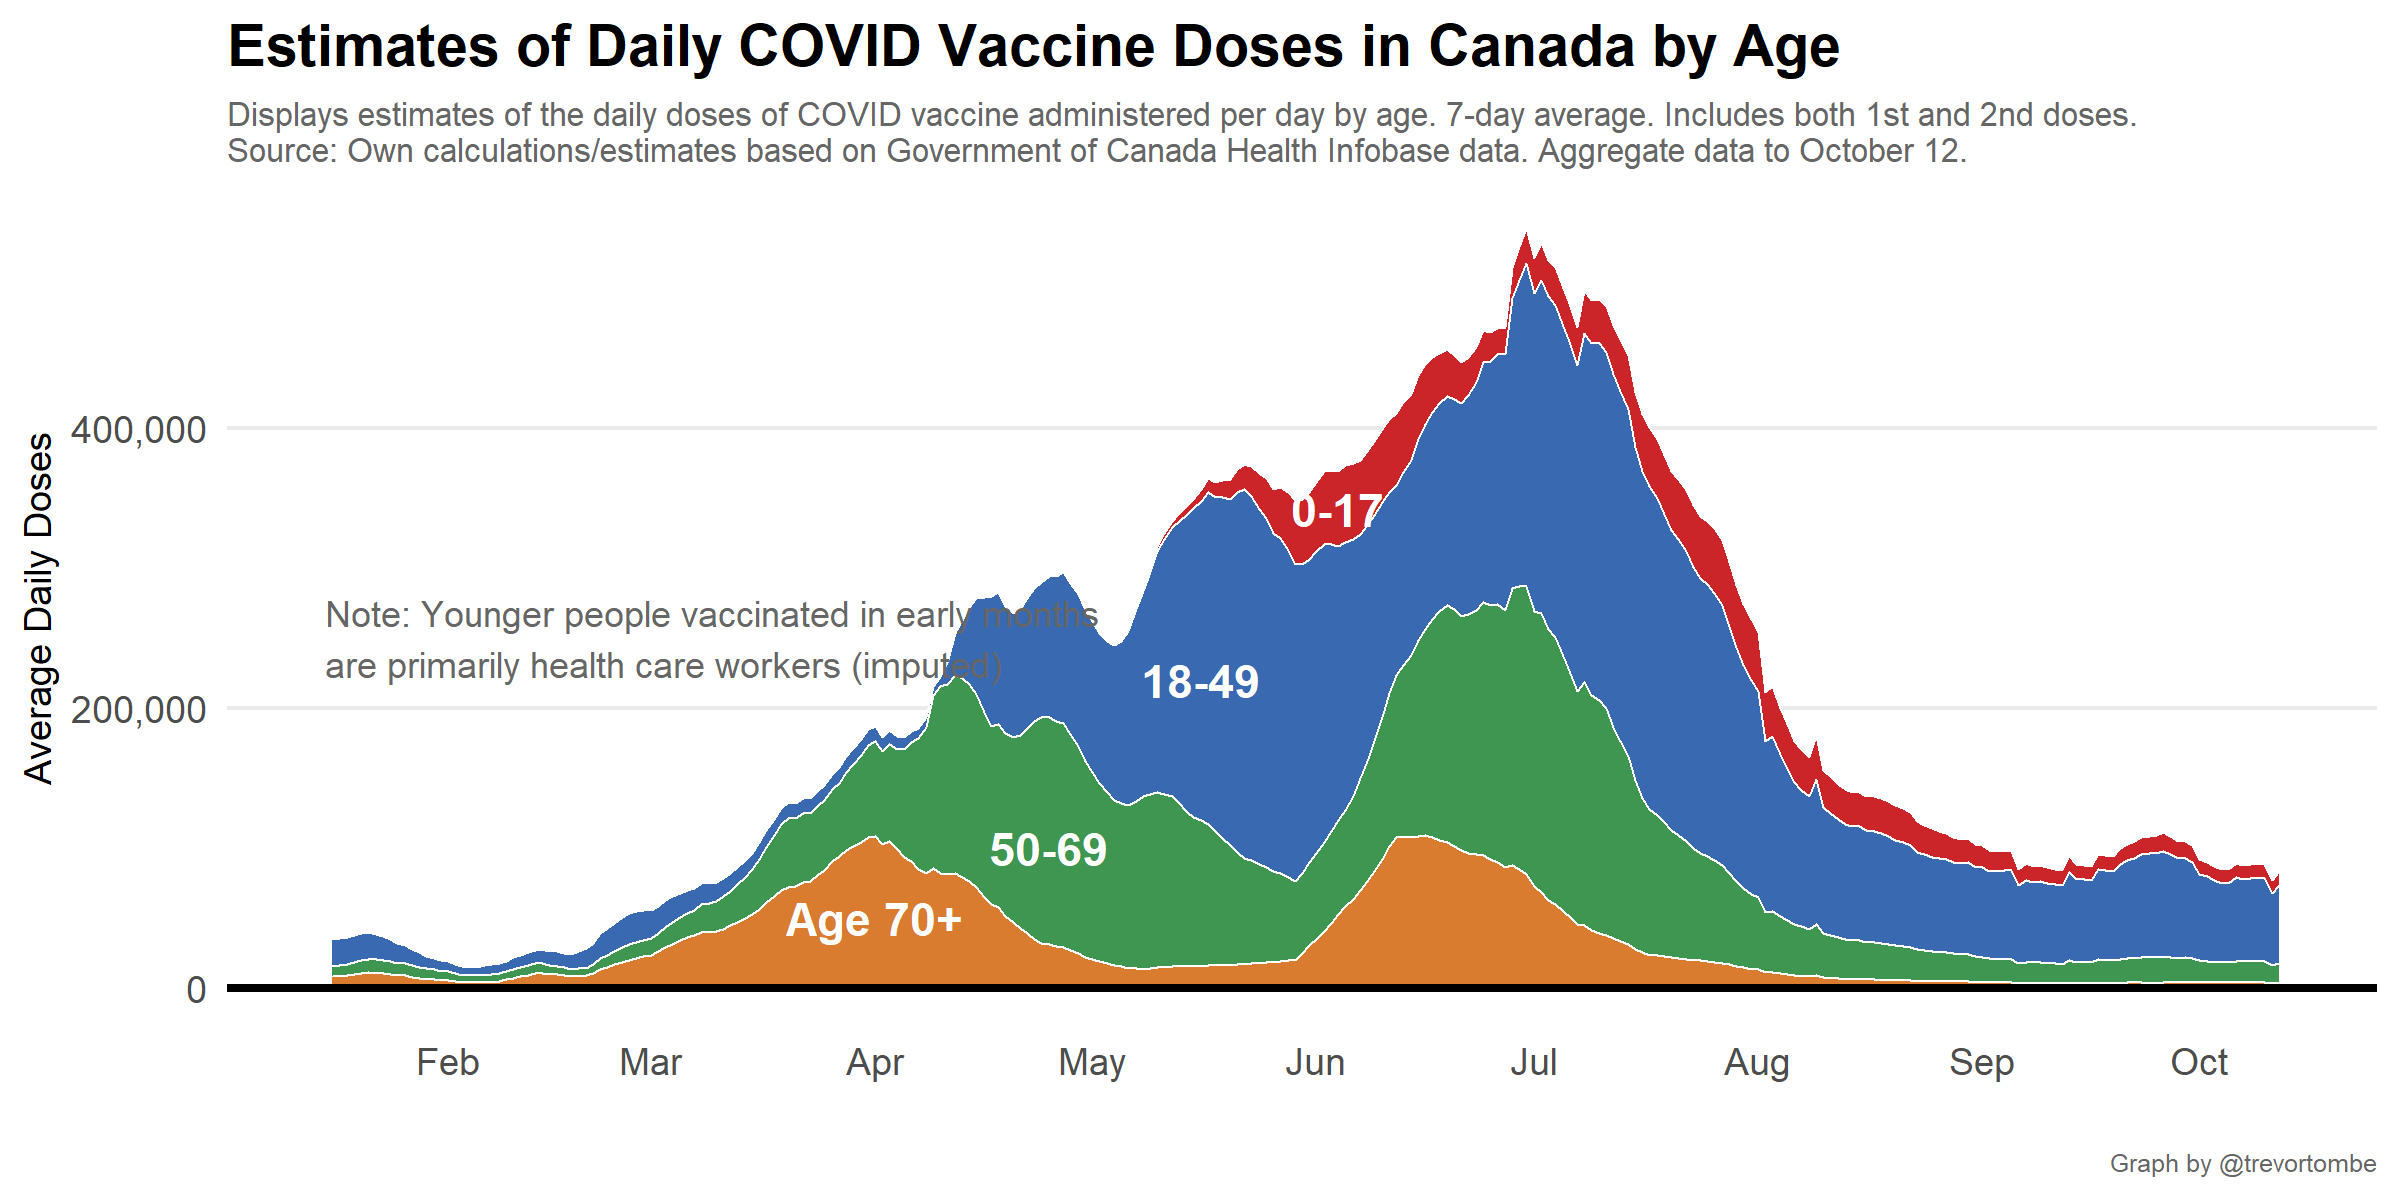 Estimates of Daily COVID Vaccine Doses in Canada by Age
Displays estimates of the daily doses of COVID vaccine administered per day by age. 7-day average. Includes both 1st and 2nd doses.
Source: Own calculations/estimates based on Government of Canada Health Infobase data. Aggregate data to October 12.
Average Daily Doses
400,000
200,000
0
Note: Younger people vaccinated in early months
are primarily health care workers (imputed)
0-17
18-49
50-69
Age 70+
Feb Mar Apr May Jun Jul Aug Sep Oct
Graph by @trevortombe